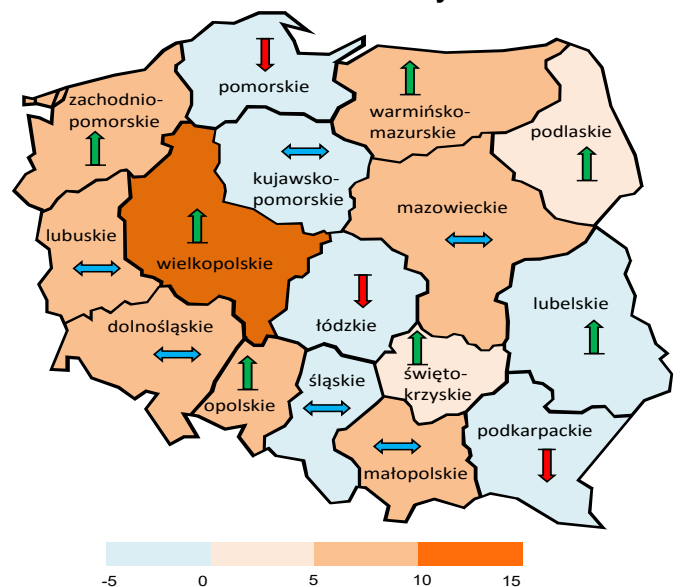 pomorskie
zachodnio-
pomorskie
warmińsko-
mazurskie
podlaskie
kujawsko-
pomorskie
mazowieckie
lubuskie
wielkopolskie
łódzkie
lubelskie
dolnośląskie
opolskie
śląskie
święto-
krzyskie
podkarpackie
małopolskie
-5 0 5 10 15